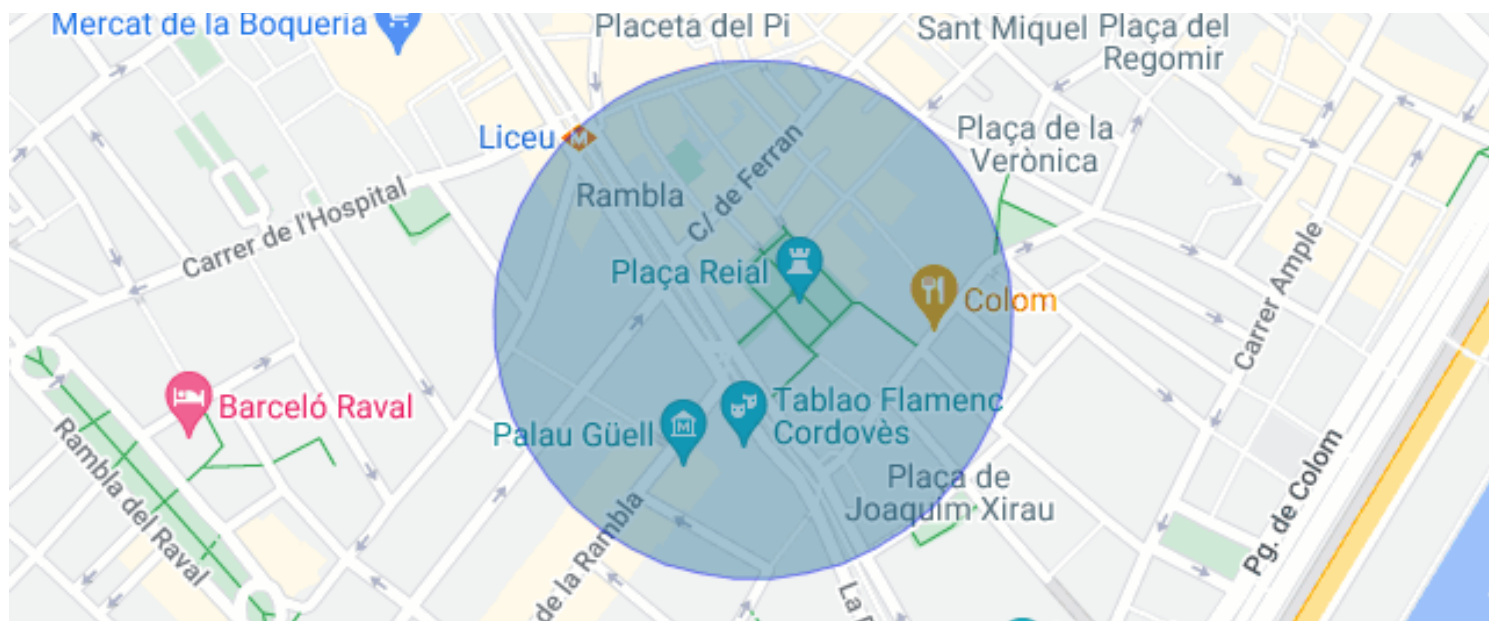 Mercat de la Boqueria
Placeta del Pi
Sant Miquel
Plaça del
Regomir
Liceu
M
Plaça de la
Verònica
Rambla
C/ de Ferran
Carrer de l'Hospital
Plaça Reial
Colom
Carrer Ample
Barceló Raval
Palau Güell
M
Tablao Flamenc
Cordovès
Rambla del Raval
Plaça de
Joaquim Xirau
Pg. de Colom
de la Rambla
La